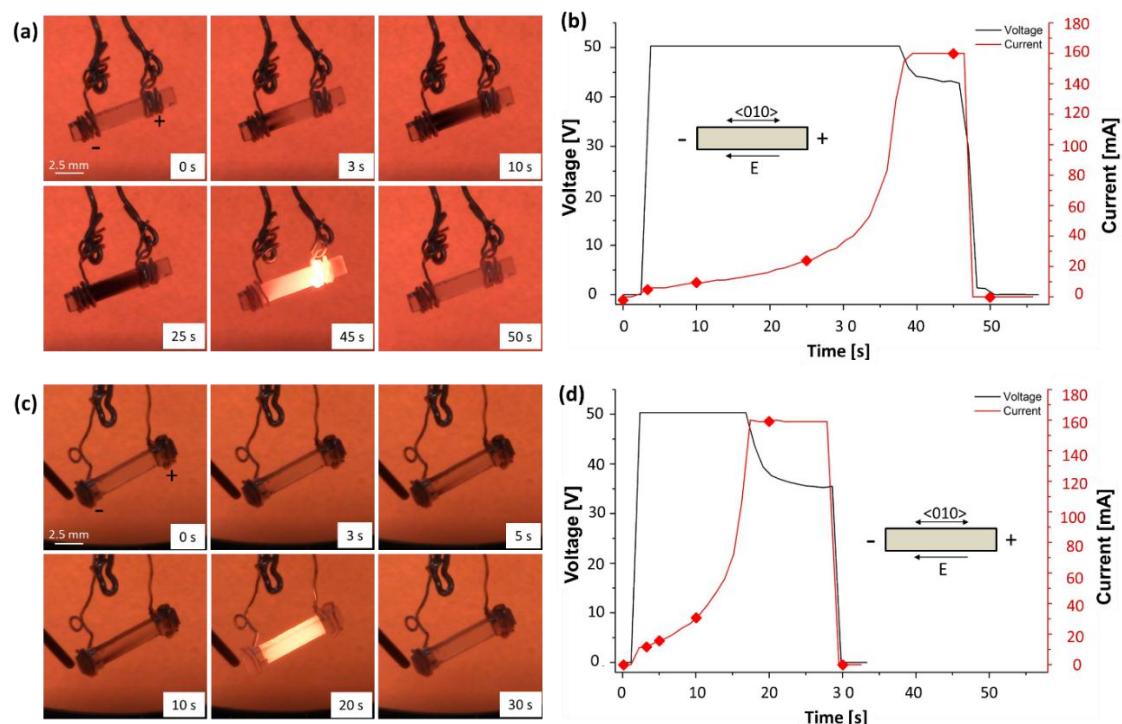 (a)
+
-
2.5 mm
0 s
3 s
10 s
25 s
45 s
50 s
(b)
Voltage [V]
50
40
30
20
10
0
Voltage
Current
<010>
- +
E
180
160
140
120
100
80
60
40
20
0
Current [mA]
0 10 20 3 0 40 50
Time [s]
(c)
+
-
2.5 mm
0 s
3 s
5 s
10 s
20 s
30 s
(d)
Voltage [V]
50
40
30
20
10
0
Voltage
Current
<010>
- +
E
180
160
140
120
100
80
60
40
20
0
Current [mA]
0 10 20 3 0 40 50
Time [s]